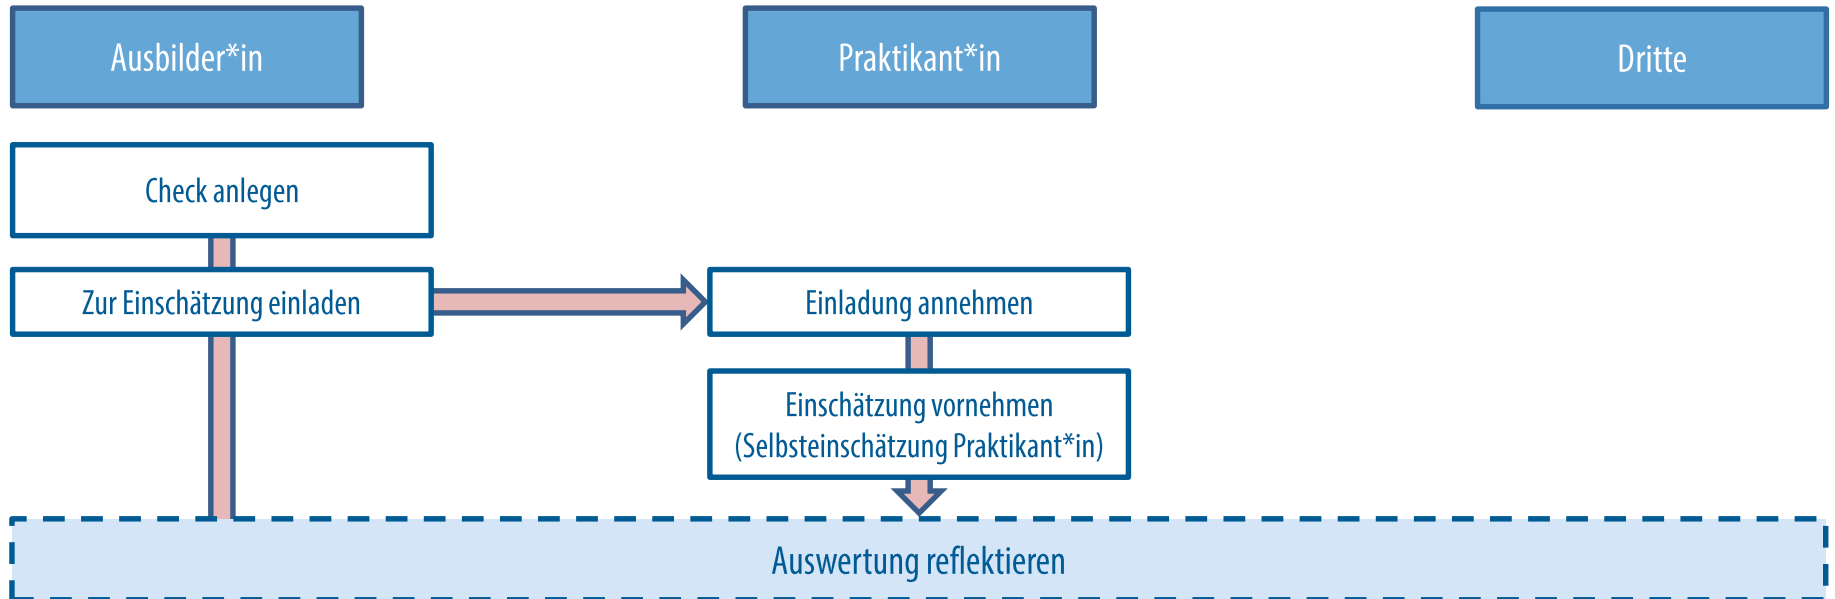 Ausbilder*in
Praktikant*in
Dritte
Check anlegen
Zur Einschätzung einladen
Einladung annehmen
Einschätzung vornehmen
(Selbsteinschätzung Praktikant*in)
Auswertung reflektieren